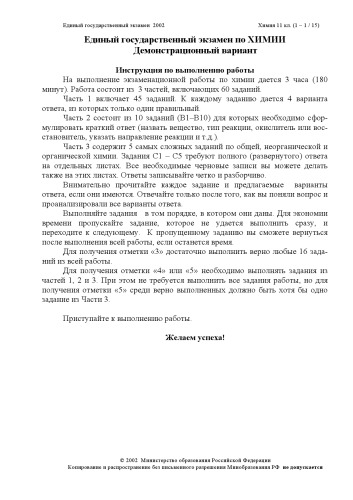 Единый государственный экзамен 2002 Химия 11 кл. (1 – 1 / 15)
Единый государственный экзамен по ХИМИИ
Демонстрационный вариант
Инструкция по выполнению работы
На выполнение экзаменационной работы по химии дается 3 часа (180
минут). Работа состоит из 3 частей, включающих 60 заданий.
Часть 1 включает 45 заданий. К каждому заданию дается 4 варианта
ответа, из которых только один правильный.
Часть 2 состоит из 10 заданий (В1–В10) для которых необходимо сфор-
мулировать краткий ответ (назвать вещество, тип реакции, окислитель или вос-
становитель, указать направление реакции и т.д.).
Часть 3 содержит 5 самых сложных заданий по общей, неорганической и
органической химии. Задания С1 – С5 требуют полного (развернутого) ответа
на отдельных листах. Все необходимые черновые записи вы можете делать
также на этих листах. Ответы записывайте четко и разборчиво.
Внимательно прочитайте каждое задание и предлагаемые варианты
ответа, если они имеются. Отвечайте только после того, как вы поняли вопрос и
проанализировали все варианты ответа.
Выполняйте задания в том порядке, в котором они даны. Для экономии
времени пропускайте задание, которое не удается выполнить сразу, и
переходите к следующему. К пропущенному заданию вы сможете вернуться
после выполнения всей работы, если останется время.
Для получения отметки «3» достаточно выполнить верно любые 16 зада-
ний из всей работы.
Для получения отметки «4» или «5» необходимо выполнять задания из
частей 1, 2 и 3. При этом не требуется выполнить все задания работы, но для
получения отметки «5» среди верно выполненных должно быть хотя бы одно
задание из Части 3.
Приступайте к выполнению работы.
Желаем успеха!
© 2002 Министерство образования Российской Федерации
Копирование и распространение без письменного разрешения Минобразования РФ не допускается